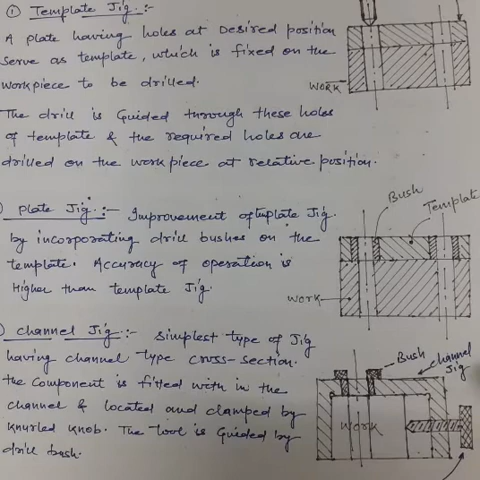 ① Template Jig :-
A plate having holes at Desired position
serve as template, which is fixed on the
workpiece to be drilled.
The drill is Guided through these holes
of template & the required holes are
drilled on the workpiece at relative position.
WORK
) plate Jig :- Improvement of template Jig
by incorporating drill bushes on the
template. Accuracy of operation is
Higher than template Jig.
Bush
Template
WORK
) channel Jig :- Simplest type of Jig
having channel type cross-section.
the component is fitted with in the
channel & located and clamped by
knurled knob. The tool is Guided by
drill bush.
Bush
channel
Jig
WORK